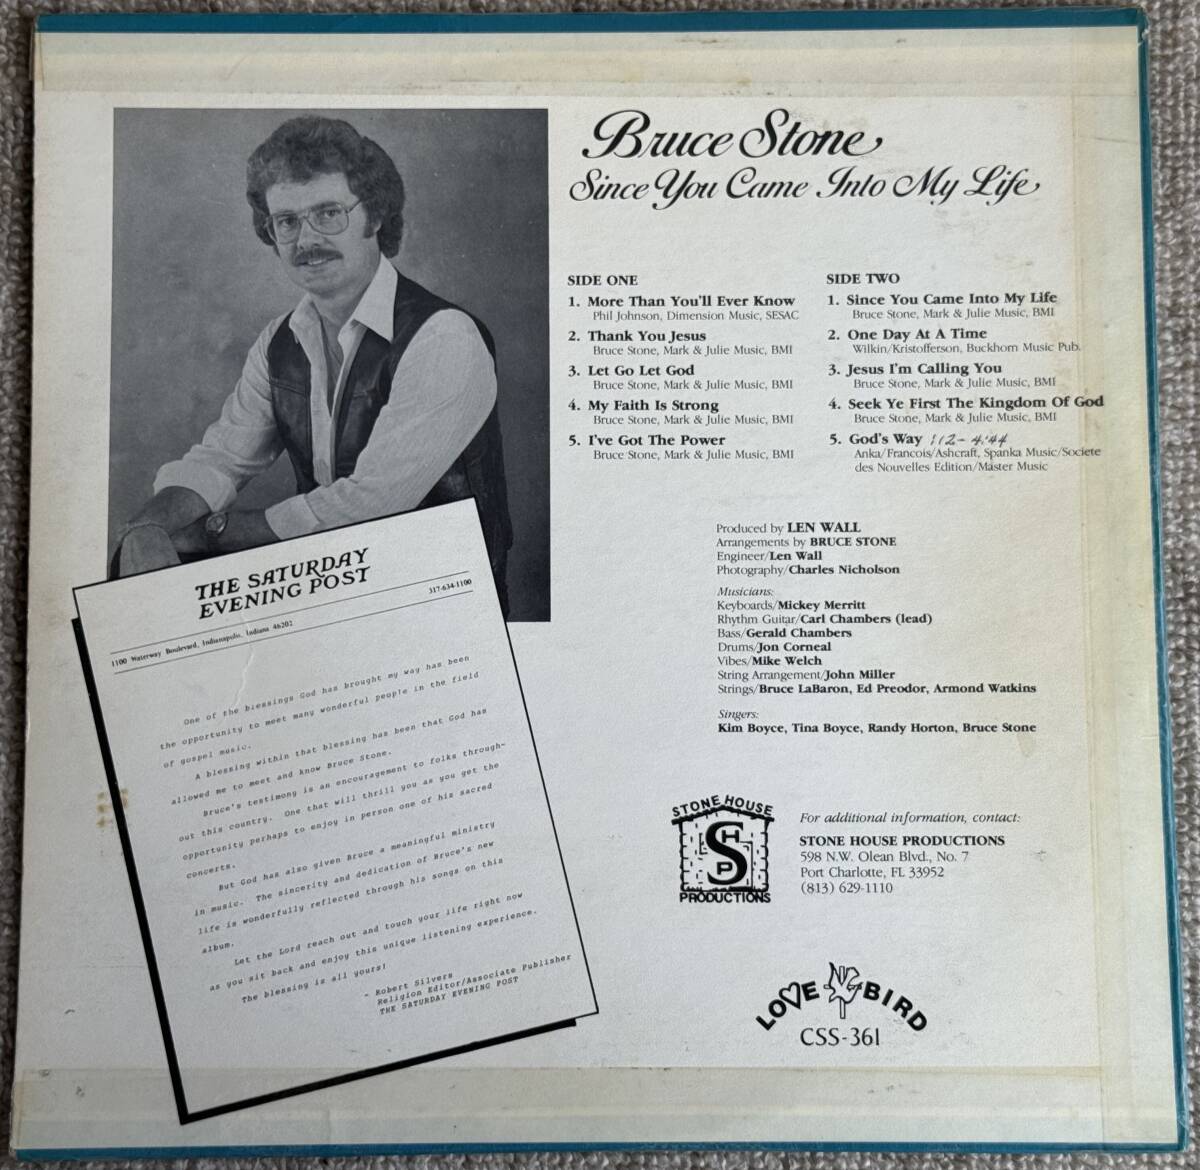 Bruce Stone
Since You Came Into My Life
SIDE ONE
1. More Than You'll Ever Know
Phil Johnson, Dimension Music, SESAC
2. Thank You Jesus
Bruce Stone, Mark & Julie Music, BMI
3. Let Go Let God
Bruce Stone, Mark & Julie Music, BMI
4. My Faith Is Strong
Bruce Stone, Mark & Julie Music, BMI
5. I've Got The Power
Bruce Stone, Mark & Julie Music, BMI
SIDE TWO
1. Since You Came Into My Life
Bruce Stone, Mark & Julie Music, BMI
2. One Day At A Time
Wilkin/Kristofferson, Buckhorn Music Pub.
3. Jesus I'm Calling You
Bruce Stone, Mark & Julie Music, BMI
4. Seek Ye First The Kingdom Of God
Bruce Stone, Mark & Julie Music, BMI
5. God's Way
Anka/Francois/Ashcraft, Spanka Music/Societe
des Nouvelles Edition/Master Music
Produced by LEN WALL
Arrangements by BRUCE STONE
Engineer/Len Wall
Photography/Charles Nicholson
Musicians:
Keyboards/Mickey Merritt
Rhythm Guitar/Carl Chambers (lead)
Bass/Gerald Chambers
Drums/Jon Corneal
Vibes/Mike Welch
String Arrangement/John Miller
Strings/Bruce LaBaron, Ed Preodor, Armond Watkins
Singers:
Kim Boyce, Tina Boyce, Randy Horton, Bruce Stone
THE SATURDAY
EVENING POST
317-634-1100
1100 Waterway Boulevard, Indianapolis, Indiana 46202
One of the blessings God has brought my way has been
the opportunity to meet many wonderful people in the field
of gospel music.
A blessing within that blessing has been that God has
allowed me to meet and know Bruce Stone.
Bruce's testimony is an encouragement to folks through-
out this country. One that will thrill you as you get the
opportunity perhaps to enjoy in person one of his sacred
concerts.
But God has also given Bruce a meaningful ministry
in music. The sincerity and dedication of Bruce's new
life is wonderfully reflected through his songs on this
album.
Let the Lord reach out and touch your life right now
as you sit back and enjoy this unique listening experience.
The blessing is all yours!
- Robert Silvers
Religion Editor/Associate Publisher
THE SATURDAY EVENING POST
STONE HOUSE
SHP
PRODUCTIONS
For additional information, contact:
STONE HOUSE PRODUCTIONS
598 N.W. Olean Blvd., No. 7
Port Charlotte, FL 33952
(813) 629-1110
LOVE BIRD
CSS-361